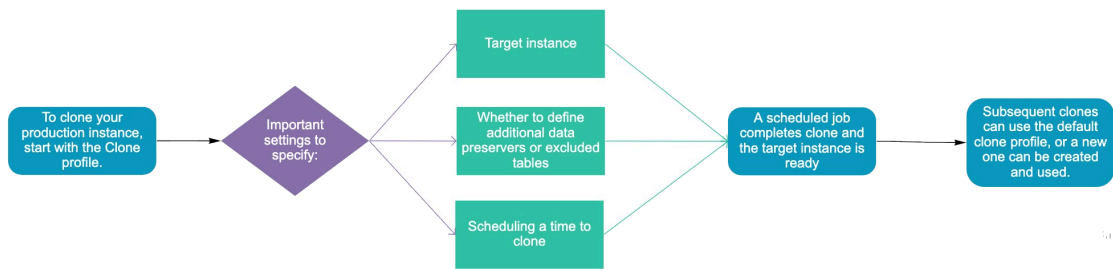 To clone your
production instance,
start with the Clone
profile.
Important
settings to
specify:
Target instance
Whether to define
additional data
preservers or excluded
tables
Scheduling a time to
clone
A scheduled job
completes clone and
the target instance is
ready
Subsequent clones
can use the default
clone profile, or a new
one can be created
and used.